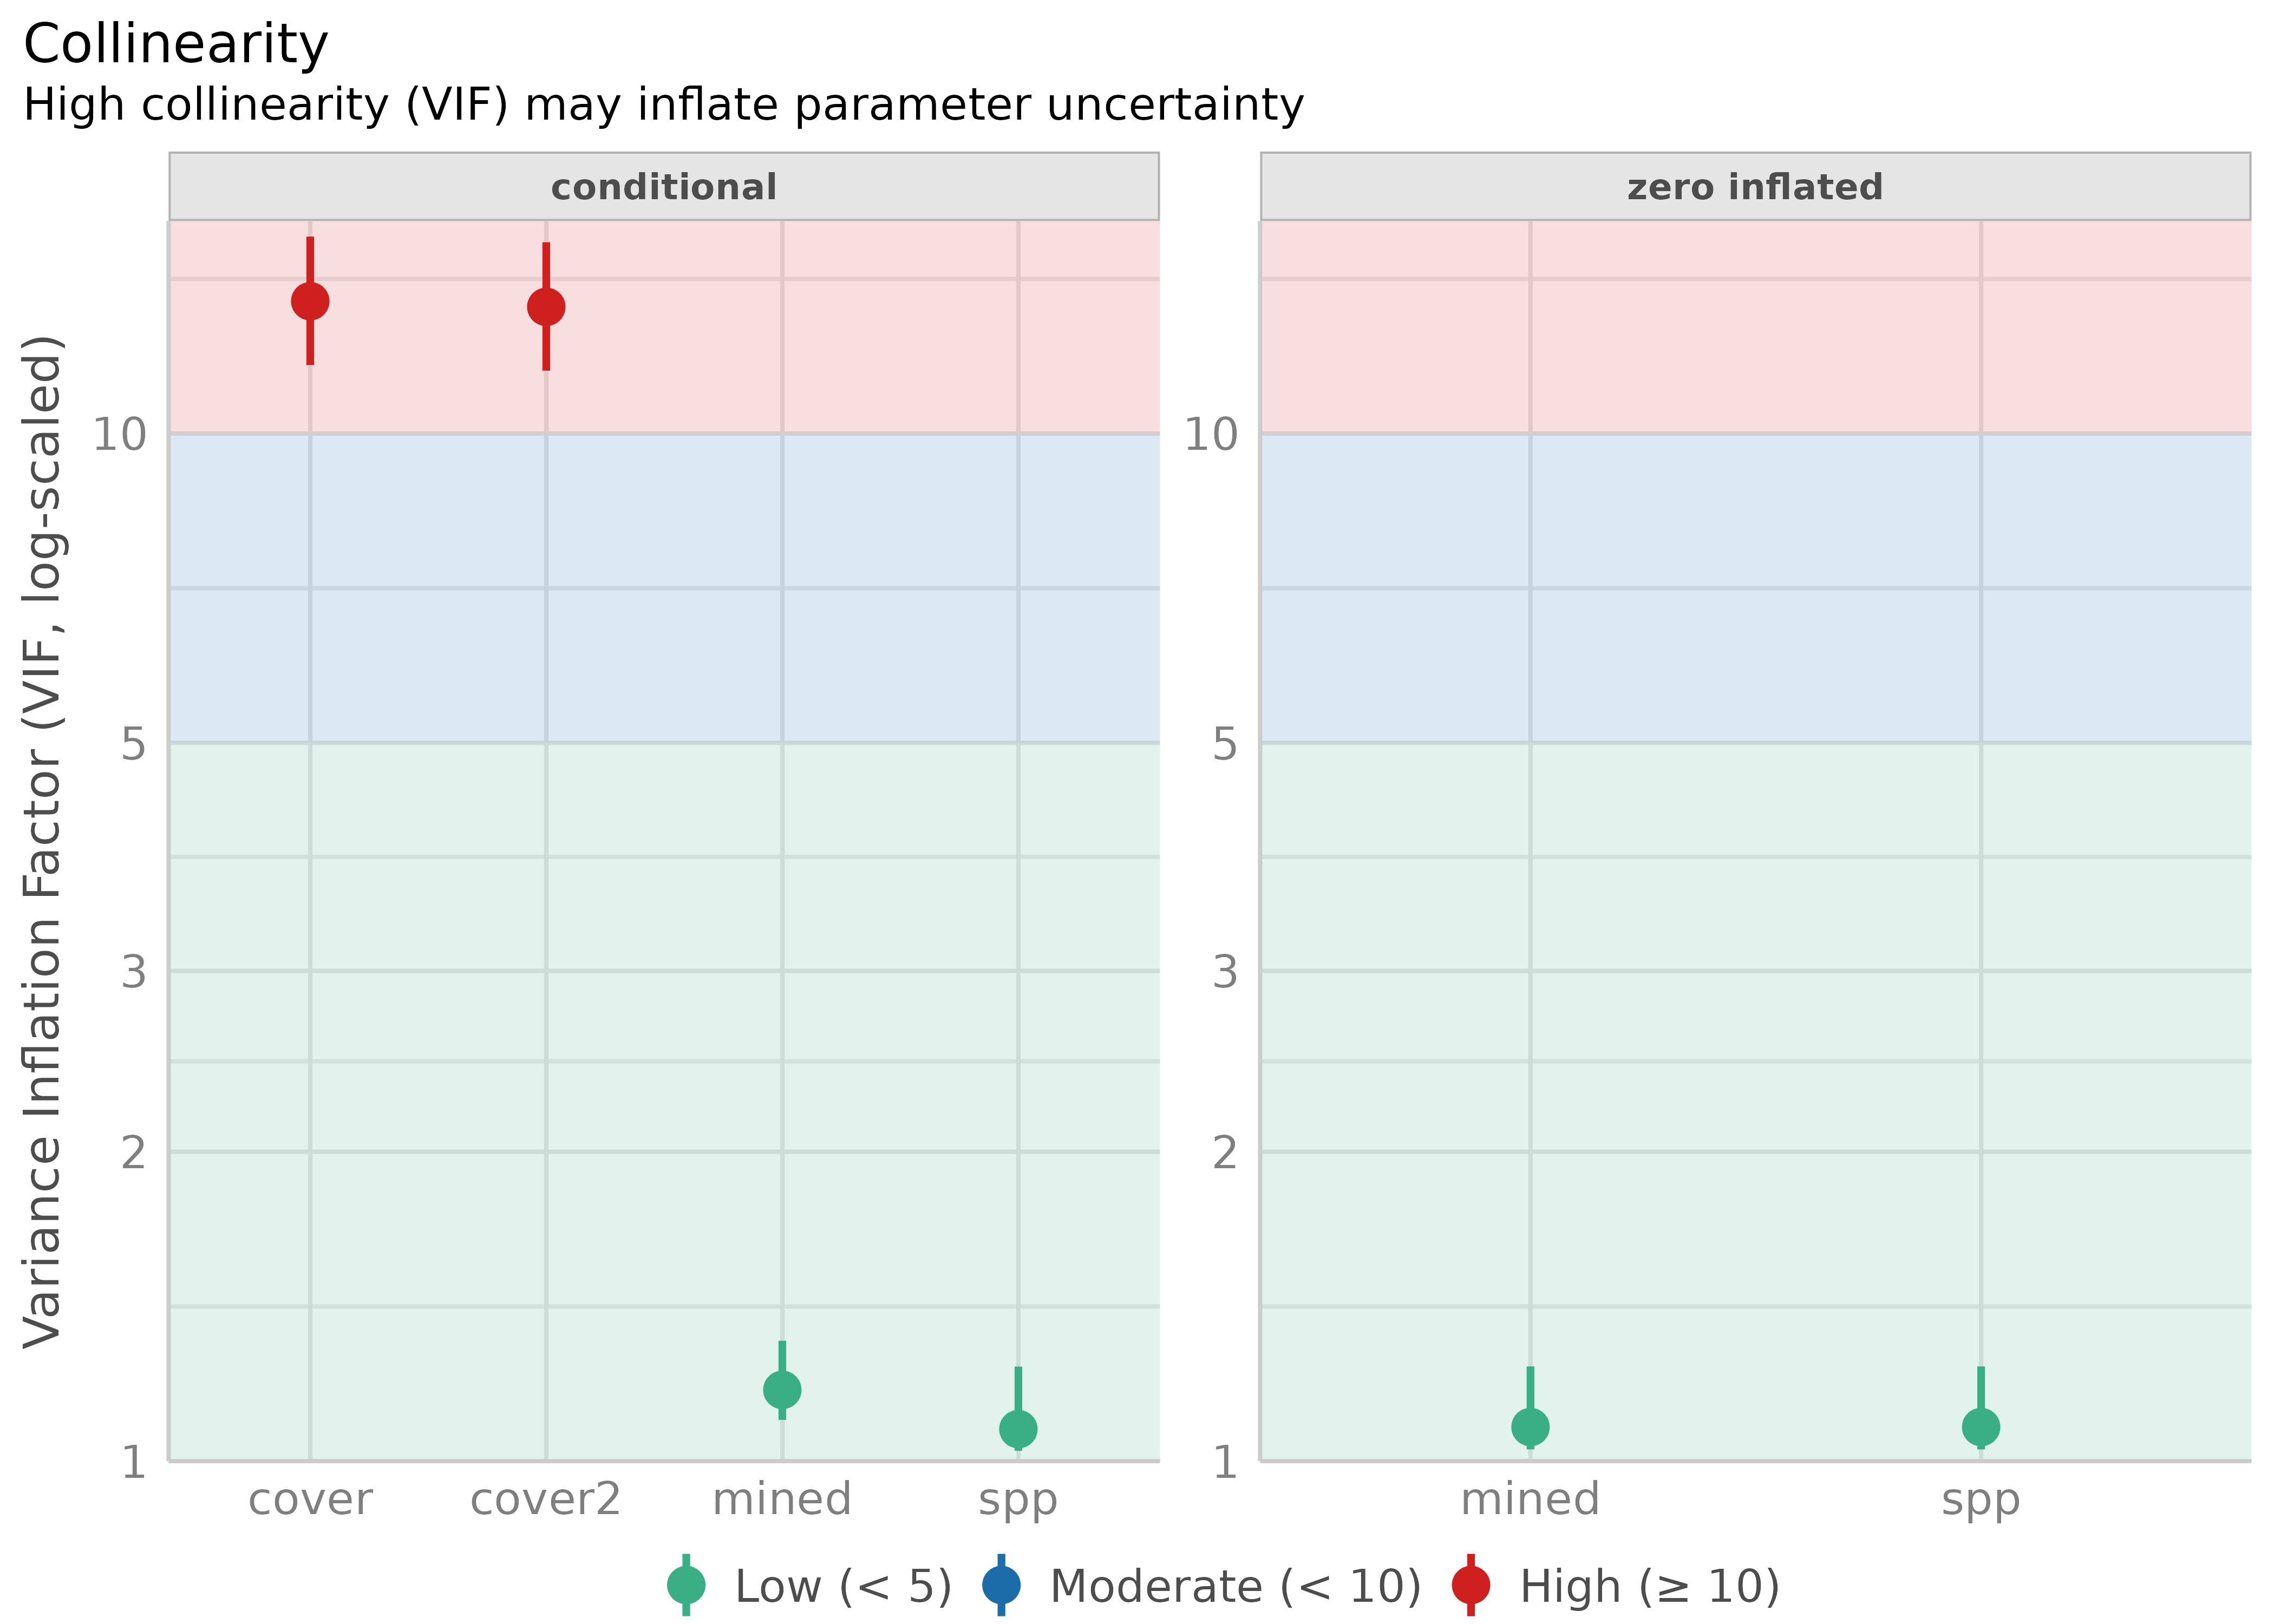 Collinearity
High collinearity (VIF) may inflate parameter uncertainty
conditional
zero inflated
Variance Inflation Factor (VIF, log-scaled)
10
5
3
2
1
10
5
3
2
1
cover cover2 mined spp
mined spp
Low (< 5) Moderate (< 10) High (≥ 10)